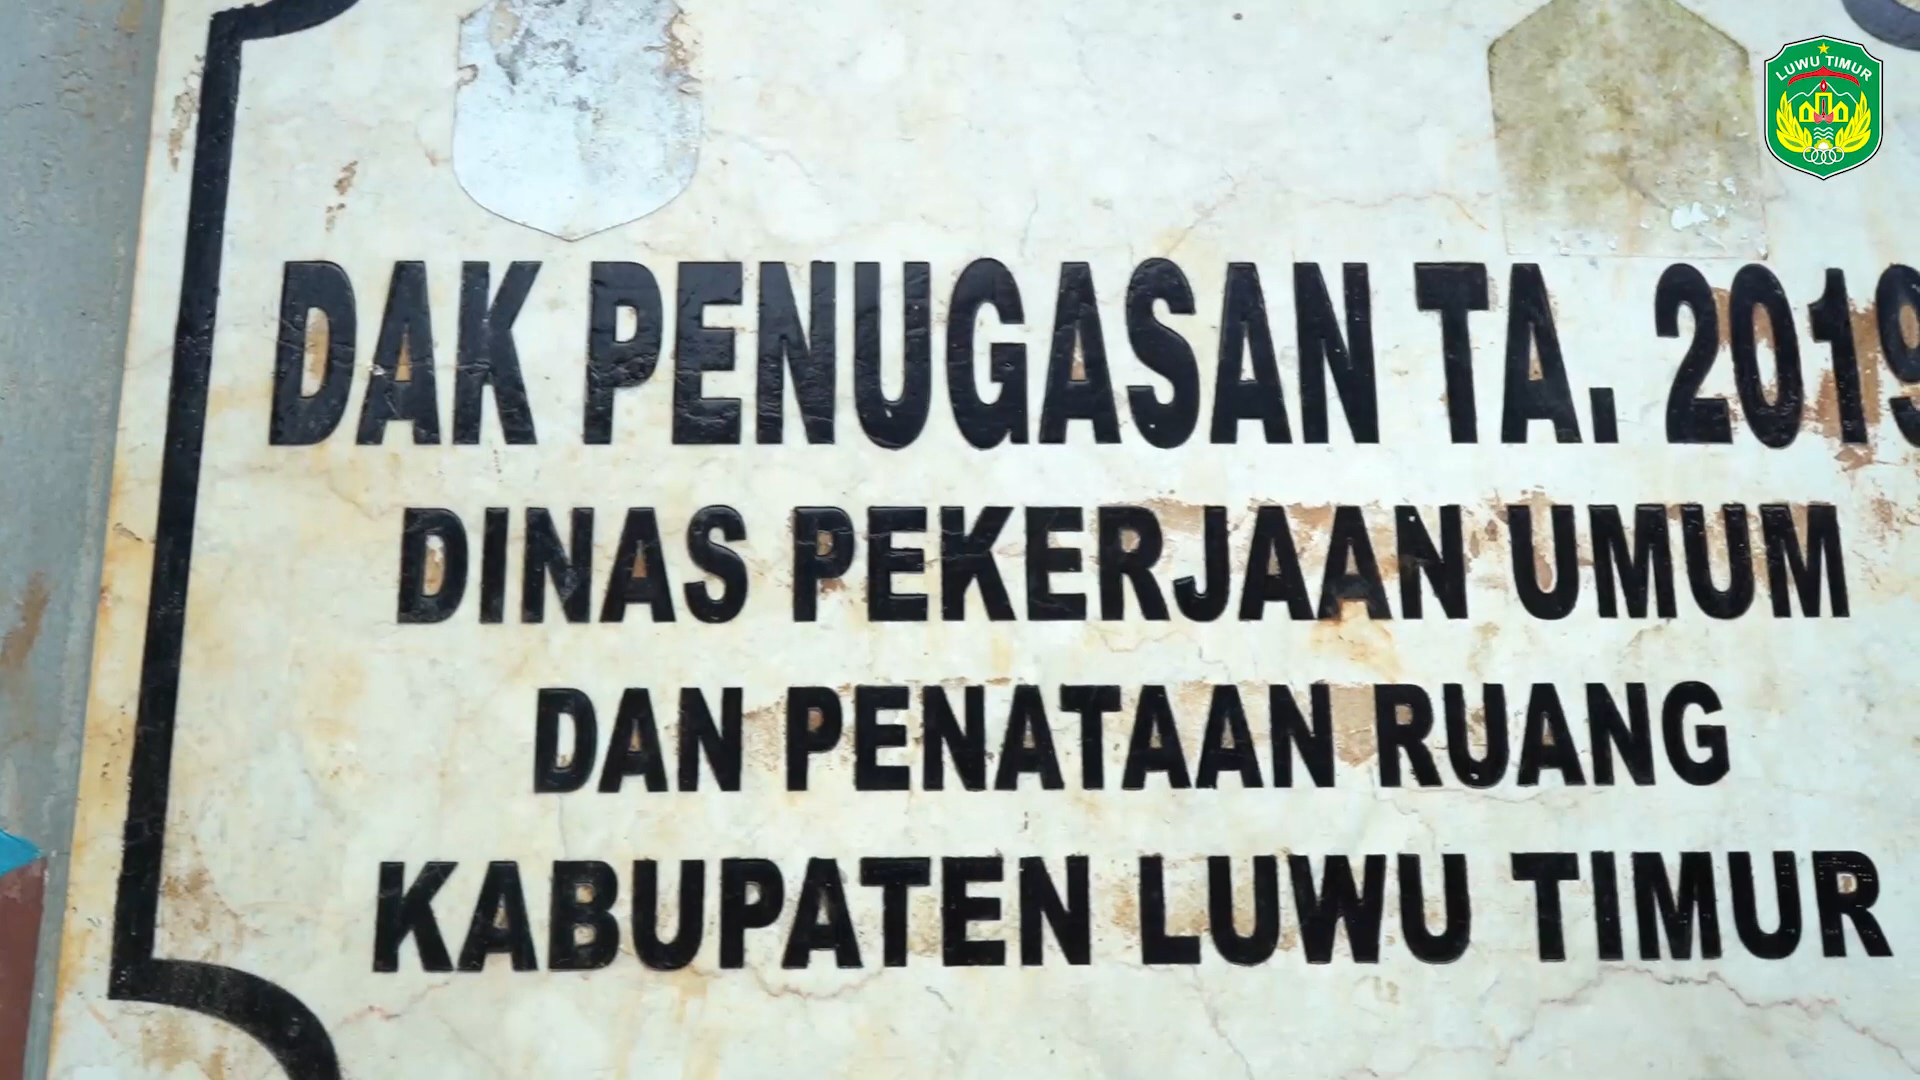 LUWU TIMUR
DAK PENUGASAN TA. 2019
DINAS PEKERJAAN UMUM
DAN PENATAAN RUANG
KABUPATEN LUWU TIMUR